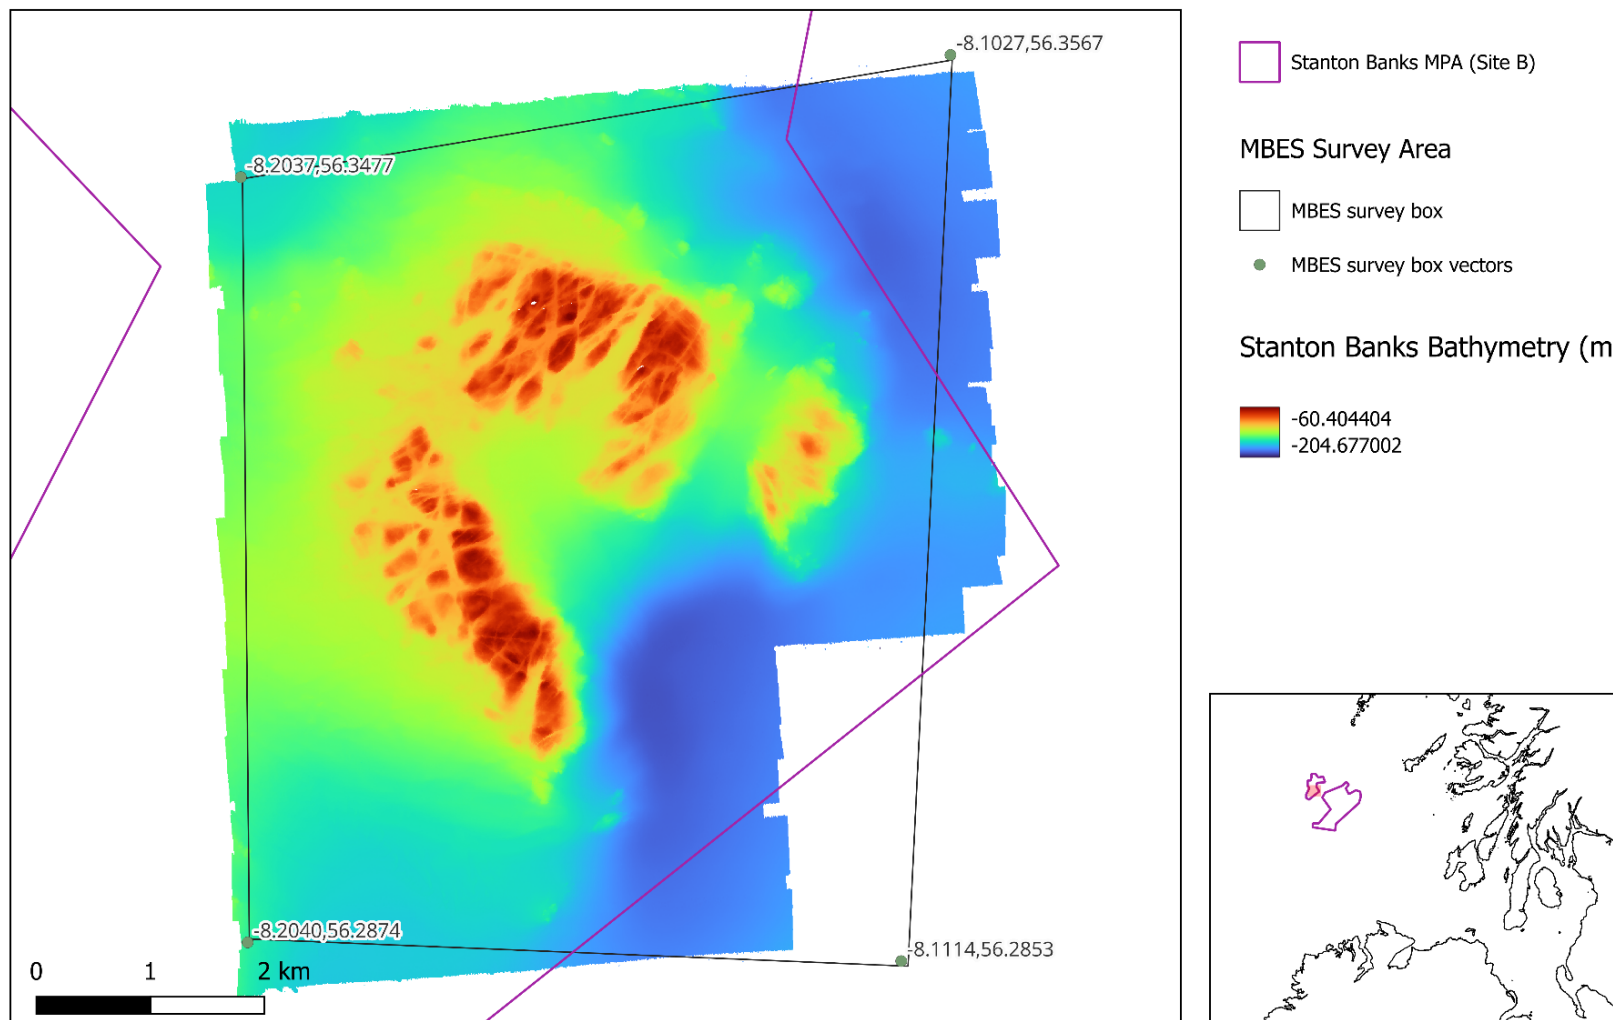 -8.1027,56.3567
-8.2037,56.3477
-8.2040,56.2874
-8.1114,56.2853
0 1 2 km
Stanton Banks MPA (Site B)
MBES Survey Area
MBES survey box
MBES survey box vectors
Stanton Banks Bathymetry (m
-60.404404
-204.677002